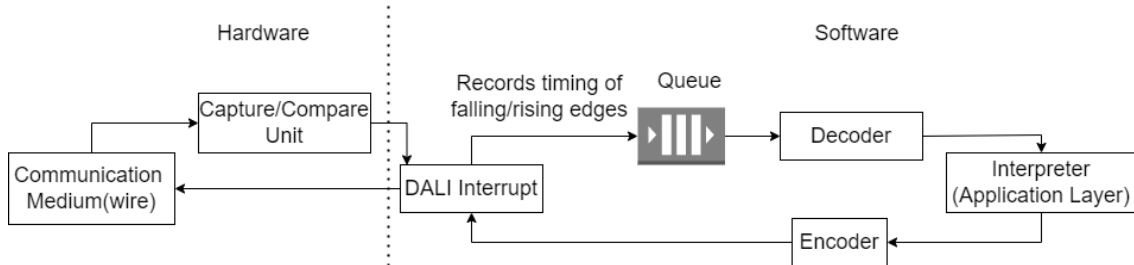 Hardware
Software
Records timing of
falling/rising edges
Queue
Capture/Compare
Unit
Decoder
Communication
Medium(wire)
DALI Interrupt
Interpreter
(Application Layer)
Encoder